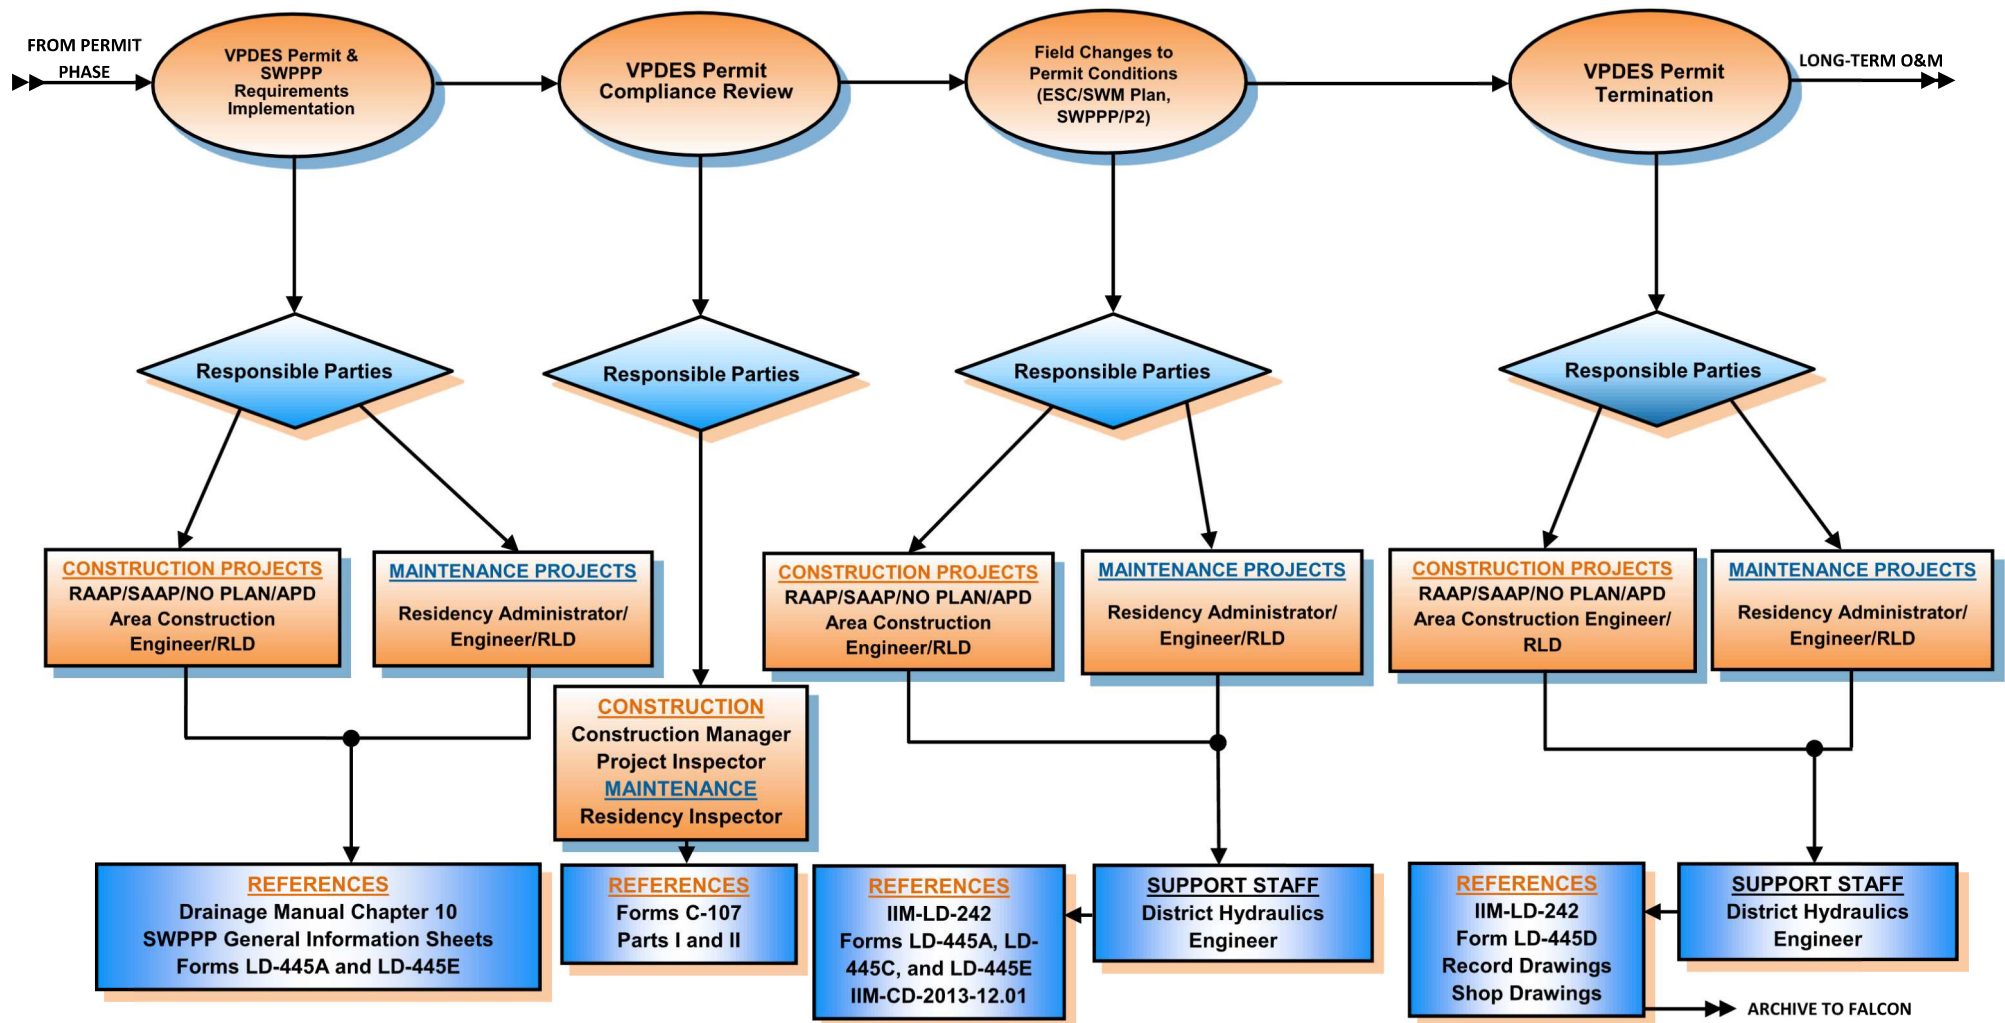 FROM PERMIT
PHASE
VPDES Permit &
SWPPP
Requirements
Implementation
VPDES Permit
Compliance Review
Field Changes to
Permit Conditions
(ESC/SWM Plan,
SWPPP/P2)
VPDES Permit
Termination
LONG-TERM O&M
Responsible Parties
Responsible Parties
Responsible Parties
Responsible Parties
CONSTRUCTION PROJECTS
RAAP/SAAP/NO PLAN/APD
Area Construction
Engineer/RLD
MAINTENANCE PROJECTS
Residency Administrator/
Engineer/RLD
CONSTRUCTION
Construction Manager
Project Inspector
MAINTENANCE
Residency Inspector
CONSTRUCTION PROJECTS
RAAP/SAAP/NO PLAN/APD
Area Construction
Engineer/RLD
MAINTENANCE PROJECTS
Residency Administrator/
Engineer/RLD
CONSTRUCTION PROJECTS
RAAP/SAAP/NO PLAN/APD
Area Construction Engineer/
RLD
MAINTENANCE PROJECTS
Residency Administrator/
Engineer/RLD
REFERENCES
Drainage Manual Chapter 10
SWPPP General Information Sheets
Forms LD-445A and LD-445E
REFERENCES
Forms C-107
Parts I and II
REFERENCES
IIM-LD-242
Forms LD-445A, LD-
445C, and LD-445E
IIM-CD-2013-12.01
SUPPORT STAFF
District Hydraulics
Engineer
REFERENCES
IIM-LD-242
Form LD-445D
Record Drawings
Shop Drawings
SUPPORT STAFF
District Hydraulics
Engineer
ARCHIVE TO FALCON